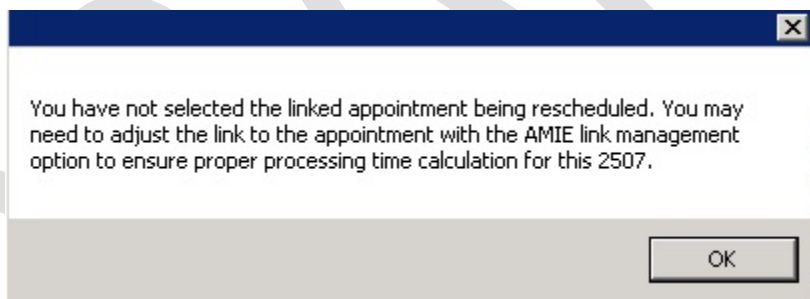 You have not selected the linked appointment being rescheduled. You may
need to adjust the link to the appointment with the AMIE link management
option to ensure proper processing time calculation for this 2507.
OK